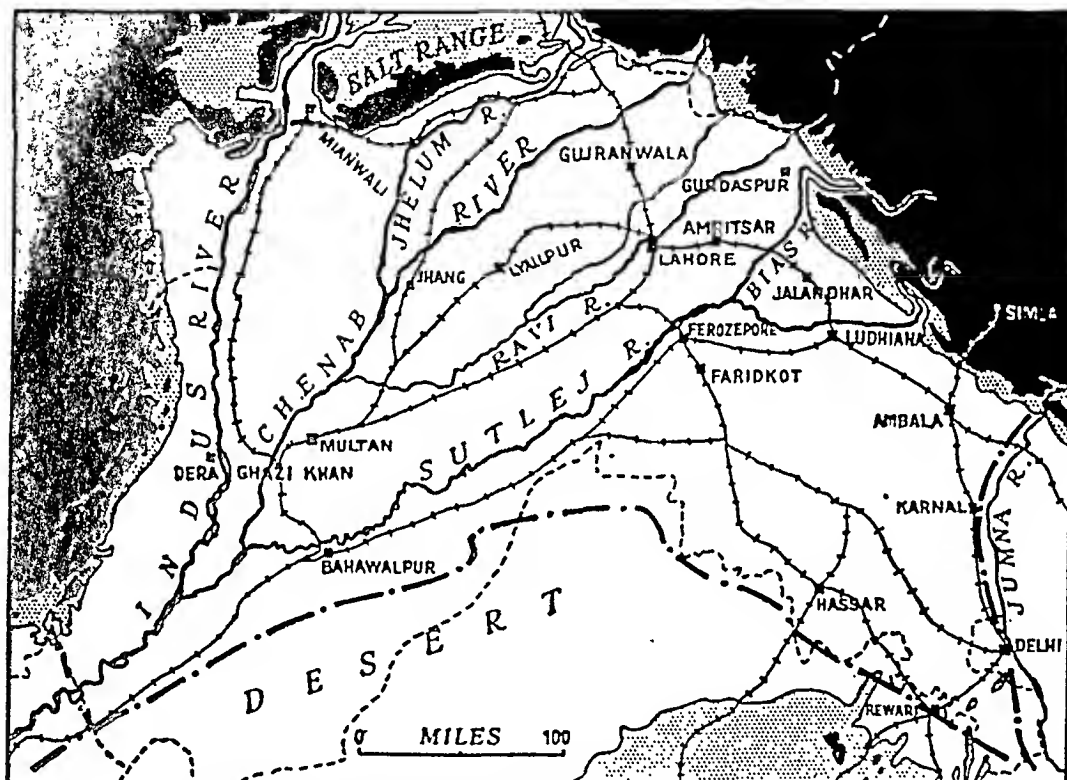 SALT RANGE
MIANWALI
JHELUM R.
RIVER
GUJRANWALA
GURDASPUR
AMRITSAR
LAHORE
LYALLPUR
JHANG
BIAS R.
JALANDHAR
SIMLA
INDUS RIVER
CHENAB
RAVI R.
FEROZEPORE
LUDHIANA
FARIDKOT
AMBALA
MULTAN
SUTLEJ R.
DERA GHAZI KHAN
KARNAL
JUMNA R.
BAHAWALPUR
HASSAR
DESERT
DELHI
REWARI
0 MILES 100